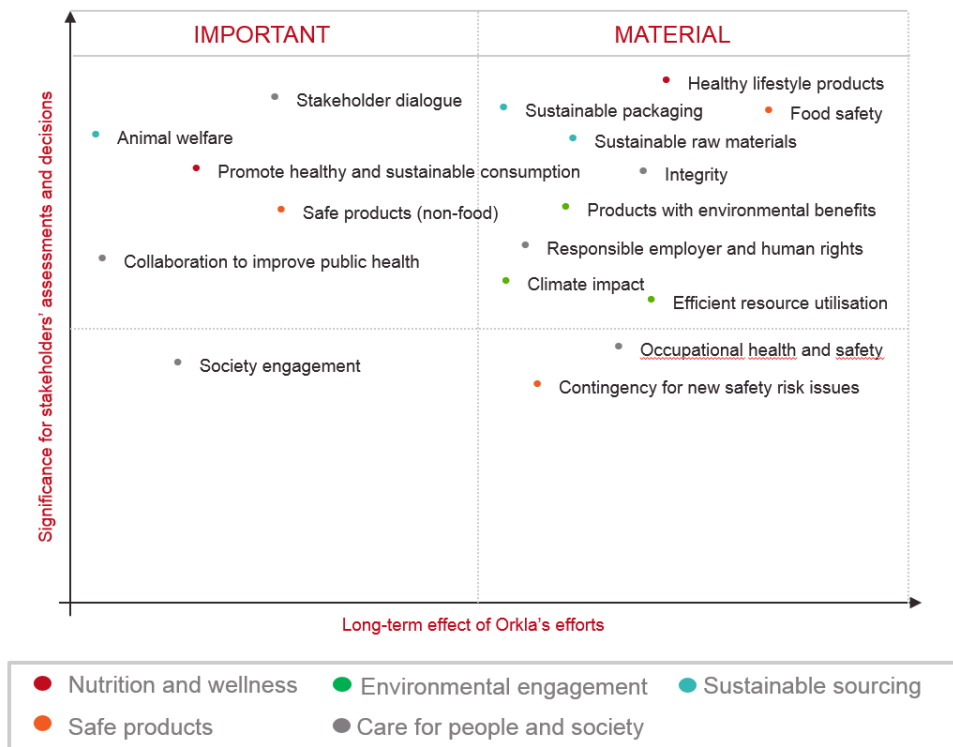 IMPORTANT
MATERIAL
Significance for stakeholders' assessments and decisions
Healthy lifestyle products
Stakeholder dialogue
Sustainable packaging
Food safety
Animal welfare
Sustainable raw materials
Promote healthy and sustainable consumption
Integrity
Safe products (non-food)
Products with environmental benefits
Responsible employer and human rights
Collaboration to improve public health
Climate impact
Efficient resource utilisation
Occupational health and safety
Society engagement
Contingency for new safety risk issues
Long-term effect of Orkla's efforts
Nutrition and wellness
Environmental engagement
Sustainable sourcing
Safe products
Care for people and society